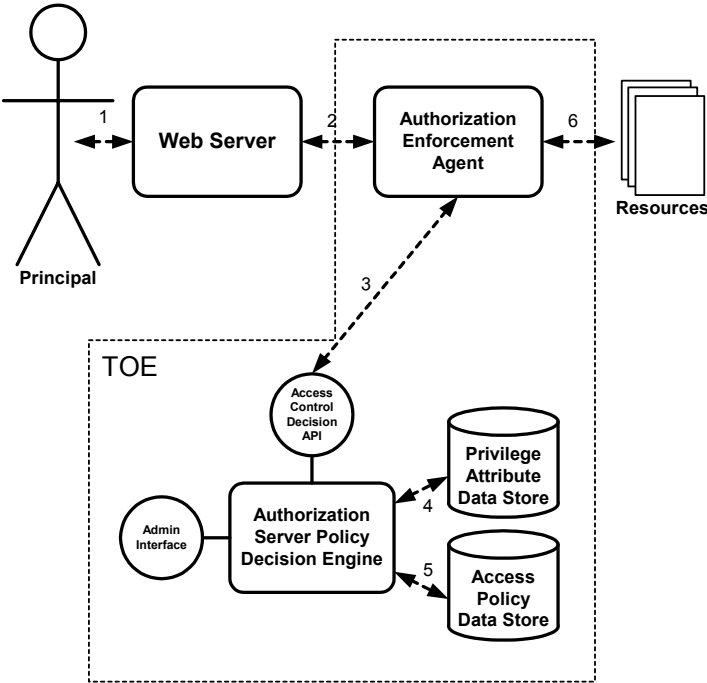 1
Web Server
2
Authorization
Enforcement
Agent
6
Resources
Principal
3
TOE
Access
Control
Decision
API
Privilege
Attribute
Data Store
4
Admin
Interface
Authorization
Server Policy
Decision Engine
5
Access
Policy
Data Store